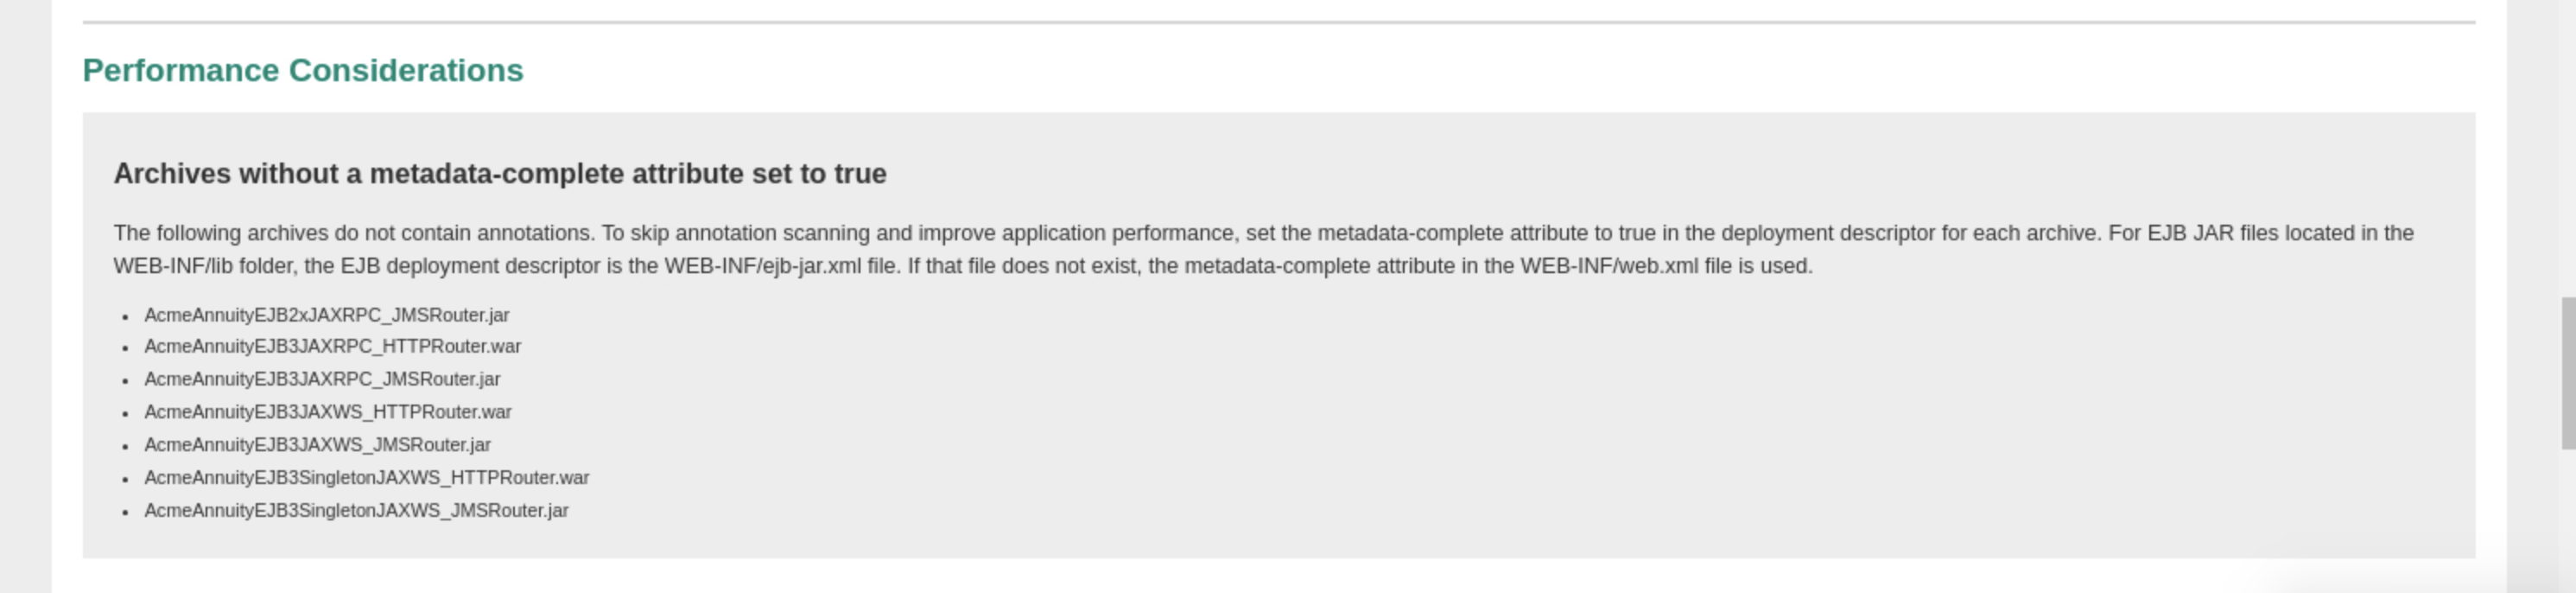 Performance Considerations
Archives without a metadata-complete attribute set to true
The following archives do not contain annotations. To skip annotation scanning and improve application performance, set the metadata-complete attribute to true in the deployment descriptor for each archive. For EJB JAR files located in the
WEB-INF/lib folder, the EJB deployment descriptor is the WEB-INF/ejb-jar.xml file. If that file does not exist, the metadata-complete attribute in the WEB-INF/web.xml file is used.
• AcmeAnnuityEJB2xJAXRPC_JMSRouter.jar
• AcmeAnnuityEJB3JAXRPC_HTTPRouter.war
• AcmeAnnuityEJB3JAXRPC_JMSRouter.jar
• AcmeAnnuityEJB3JAXWS_HTTPRouter.war
• AcmeAnnuityEJB3JAXWS_JMSRouter.jar
• AcmeAnnuityEJB3SingletonJAXWS_HTTPRouter.war
• AcmeAnnuityEJB3SingletonJAXWS_JMSRouter.jar